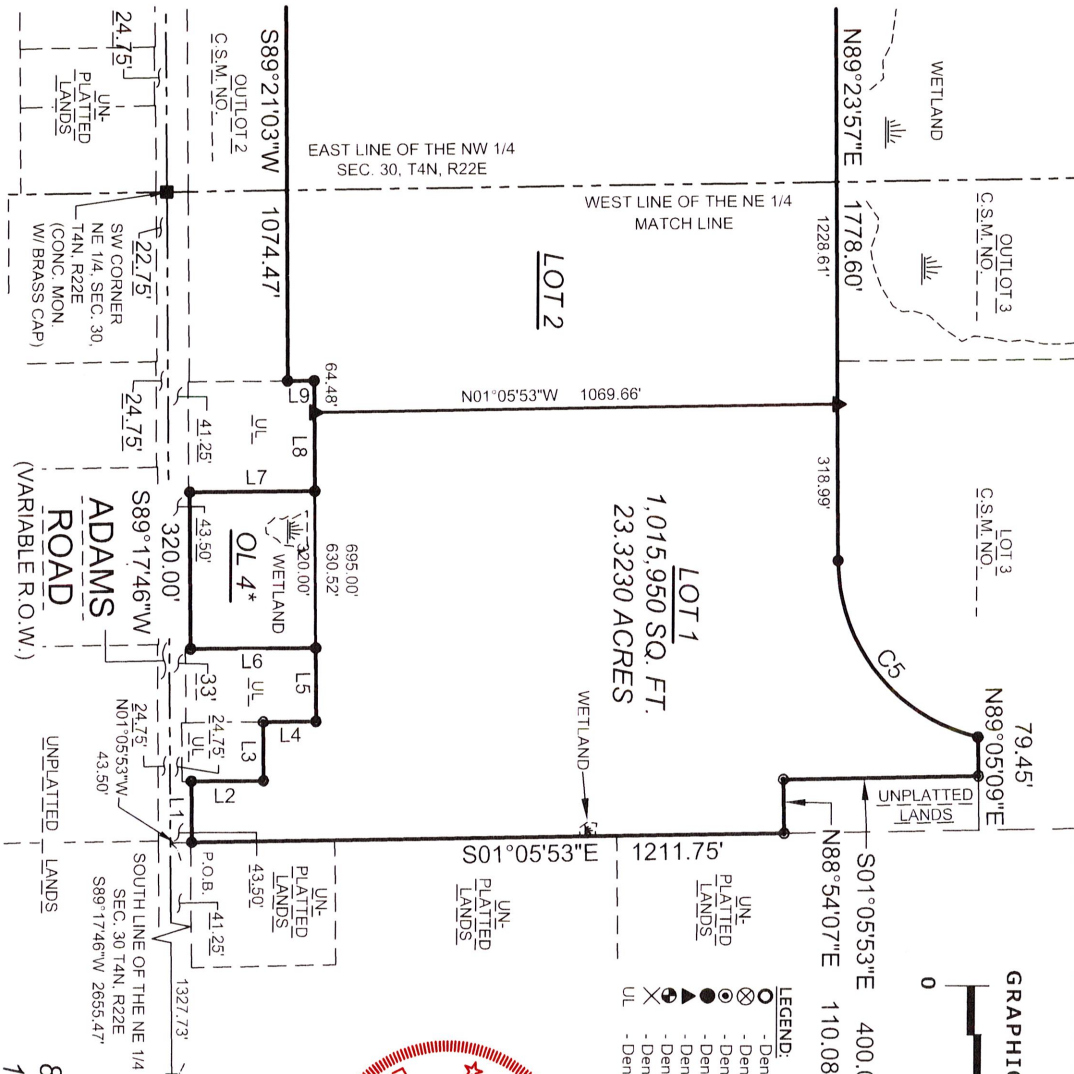 WETLAND
N89°23'57"E 1778.60'
1228.61'
318.99'
OUTLOT 3
C.S.M. NO.
LOT 3
C.S.M. NO.
C5
79.45'
N89°05'09"E
UNPLATTED
LANDS
S01°05'53"E 400.
N88°54'07"E 110.08
GRAPHIC
0
EAST LINE OF THE NW 1/4
SEC. 30, T4N, R22E
WEST LINE OF THE NE 1/4
MATCH LINE
LOT 2
N01°05'53"W 1069.66'
LOT 1
1,015,950 SQ. FT.
23.3230 ACRES
WETLAND
S01°05'53"E 1211.75'
UN-
PLATTED
LANDS
UN-
PLATTED
LANDS
UN-
PLATTED
LANDS
LEGEND:
- Den
- Den
- Den
- Den
- Den
- Den
- Den
UL - Den
S89°21'03"W 1074.47'
OUTLOT 2
C.S.M. NO.
L9
64.48'
L8
L7
UL
41.25'
695.00'
630.52'
320.00'
WETLAND
OL 4*
43.50'
L6
L5
UL
33'
L4
L3
24.75'
UL
L2
L1
P.O.B.
43.50'
41.25'
24.75'
UN-
PLATTED
LANDS
22.75'
SW CORNER
NE 1/4, SEC. 30,
T4N, R22E
(CONC. MON.
W/ BRASS CAP)
24.75'
S89°17'46"W
320.00'
ADAMS
ROAD
(VARIABLE R.O.W.)
24.75'
N01°05'53"W
43.50'
UNPLATTED LANDS
SOUTH LINE OF THE NE 1/4
SEC. 30 T4N, R22E
S89°17'46"W 2655.47'
1327.73'